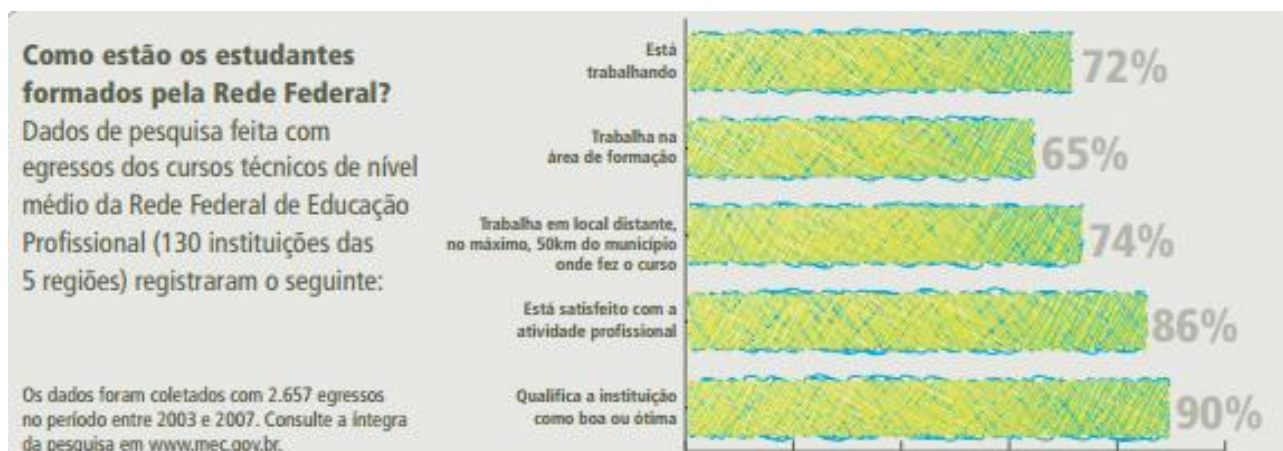 Como estão os estudantes
formados pela Rede Federal?
Dados de pesquisa feita com
egressos dos cursos técnicos de nível
médio da Rede Federal de Educação
Profissional (130 instituições das
5 regiões) registraram o seguinte:
Os dados foram coletados com 2.657 egressos
no período entre 2003 e 2007. Consulte a íntegra
da pesquisa em www.mec.gov.br.
Está
trabalhando
72%
Trabalha na
área de formação
65%
Trabalha em local distante,
no máximo, 50km do município
onde fez o curso
74%
Está satisfeito com a
atividade profissional
86%
Qualifica a instituição
como boa ou ótima
90%